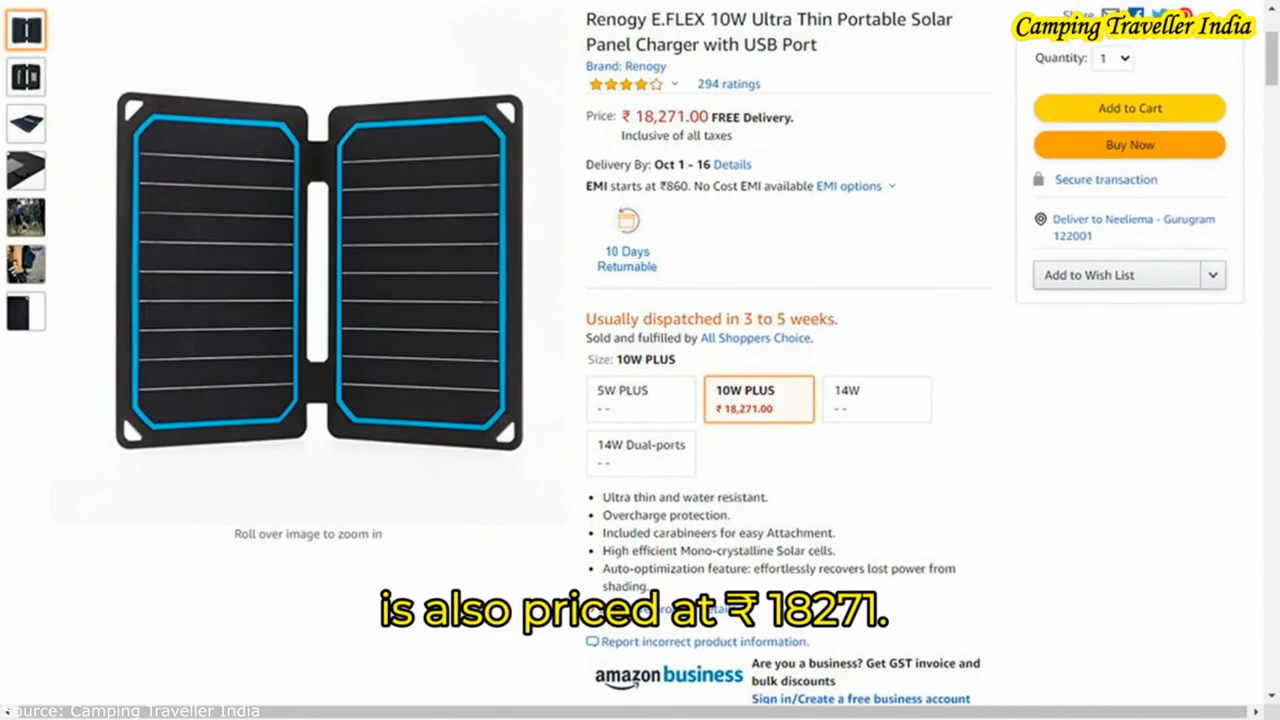 Renogy E.FLEX 10W Ultra Thin Portable Solar
Panel Charger with USB Port
Brand: Renogy
294 ratings
Price: ₹ 18,271.00 FREE Delivery.
Inclusive of all taxes
Delivery By: Oct 1 - 16 Details
EMI starts at ₹860. No Cost EMI available EMI options
10 Days
Returnable
Usually dispatched in 3 to 5 weeks.
Sold and fulfilled by All Shoppers Choice.
Size: 10W PLUS
5W PLUS
- -
10W PLUS
₹ 18,271.00
14W
- -
14W Dual-ports
- -
• Ultra thin and water resistant.
• Overcharge protection.
• Included carabineers for easy Attachment.
• High efficient Mono-crystalline Solar cells.
• Auto-optimization feature: effortlessly recovers lost power from
shading.
Report incorrect product information.
amazon business
Are you a business? Get GST invoice and
bulk discounts
Sign in/Create a free business account
Share
Camping Traveller India
Quantity: 1
Add to Cart
Buy Now
Secure transaction
Deliver to Neeliema - Gurugram
122001
Add to Wish List
Roll over image to zoom in
is also priced at ₹ 18271.
Source: Camping Traveller India